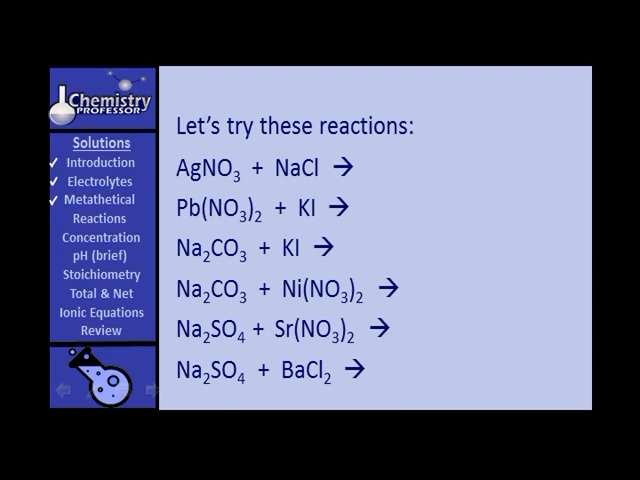 Chemistry
PROFESSOR
Solutions
✓ Introduction
✓ Electrolytes
✓ Metathetical
Reactions
Concentration
pH (brief)
Stoichiometry
Total & Net
Ionic Equations
Review
Let's try these reactions:
AgNO₃ + NaCl →
Pb(NO₃)₂ + KI →
Na₂CO₃ + KI →
Na₂CO₃ + Ni(NO₃)₂ →
Na₂SO₄ + Sr(NO₃)₂ →
Na₂SO₄ + BaCl₂ →